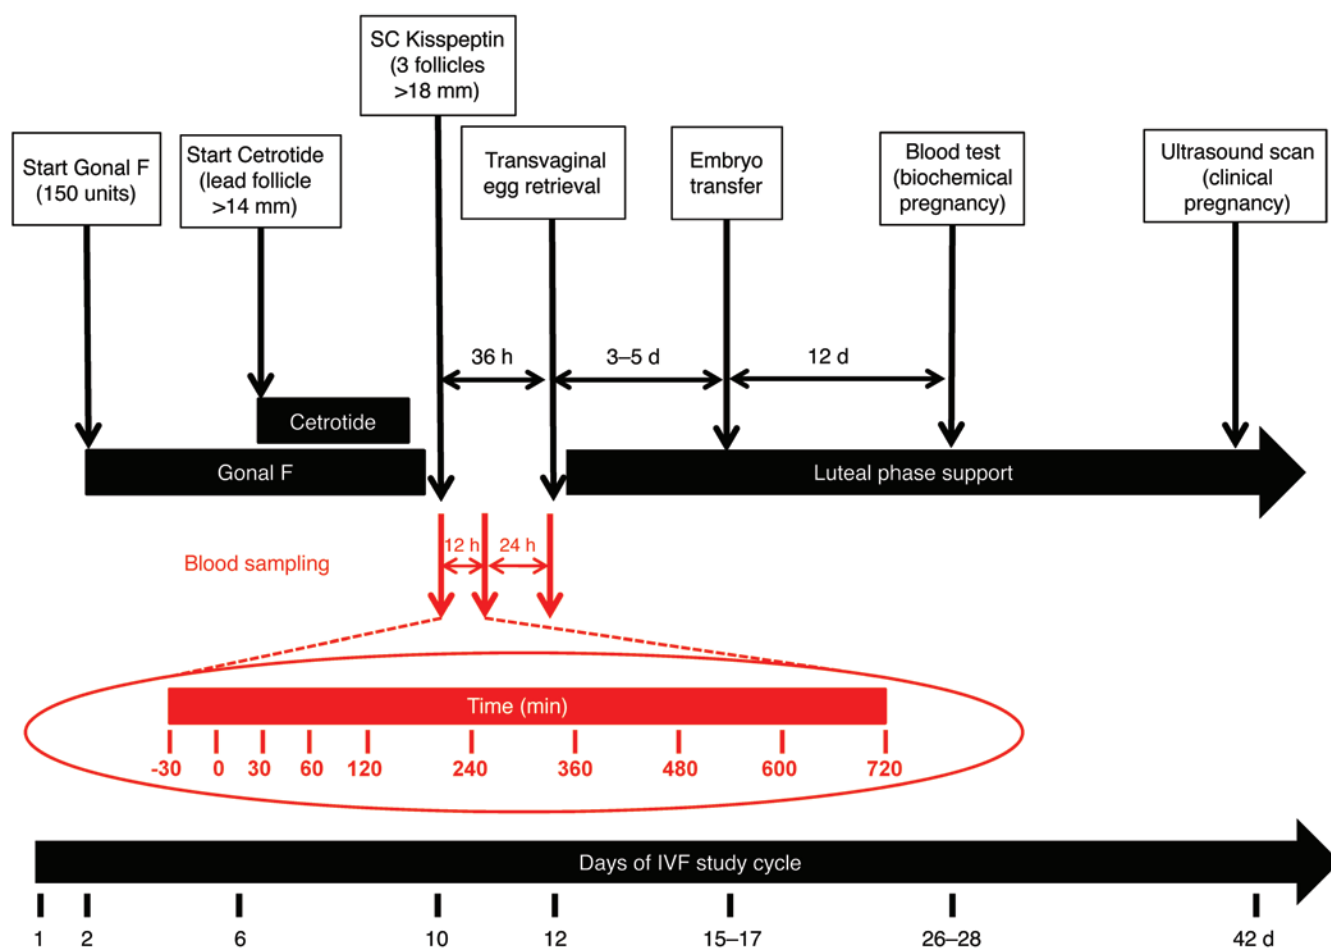 SC Kisspeptin
(3 follicles
>18 mm)
Start Gonal F
(150 units)
Start Cetrotide
(lead follicle
>14 mm)
Transvaginal
egg retrieval
Embryo
transfer
Blood test
(biochemical
pregnancy)
Ultrasound scan
(clinical
pregnancy)
36 h
3–5 d
12 d
Cetrotide
Gonal F
Luteal phase support
Blood sampling
12 h
24 h
Time (min)
-30 0 30 60 120 240 360 480 600 720
Days of IVF study cycle
1 2 6 10 12 15–17 26–28 42 d